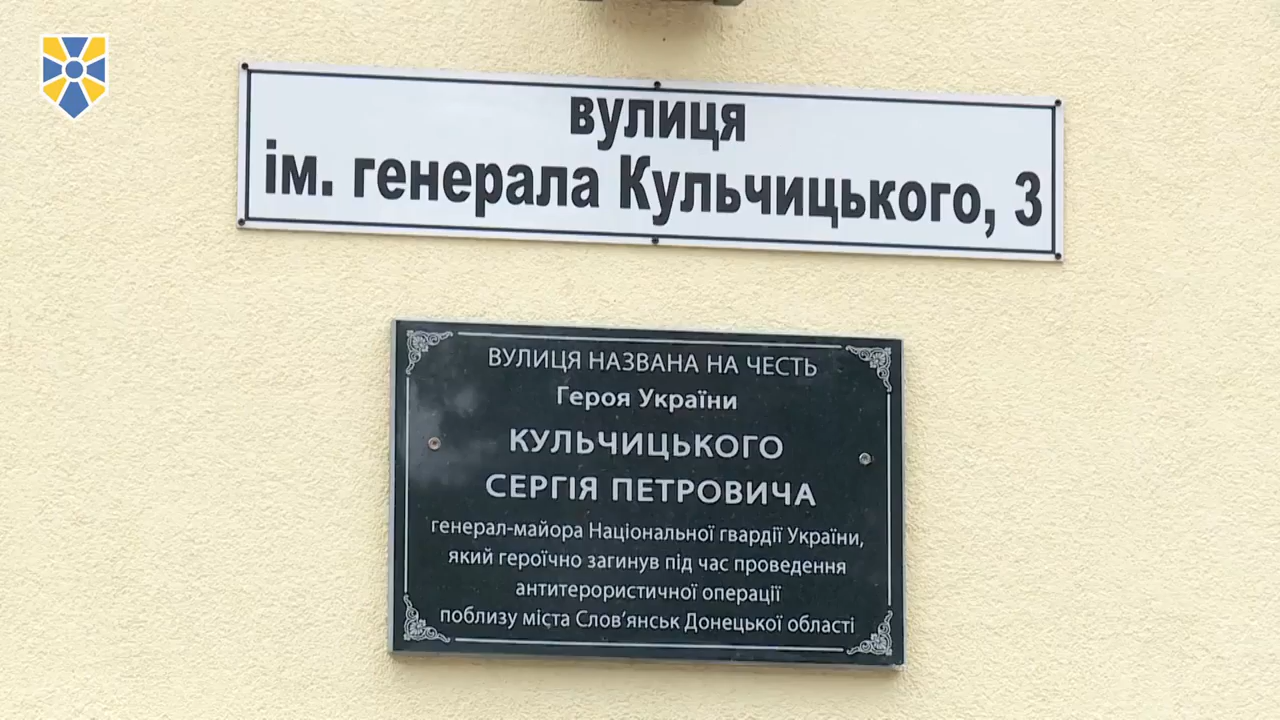 вулиця
ім. генерала Кульчицького, 3
ВУЛИЦЯ НАЗВАНА НА ЧЕСТЬ
Героя України
КУЛЬЧИЦЬКОГО
СЕРГІЯ ПЕТРОВИЧА
генерал-майора Національної гвардії України,
який героїчно загинув під час проведення
антитерористичної операції
поблизу міста Слов'янськ Донецької області